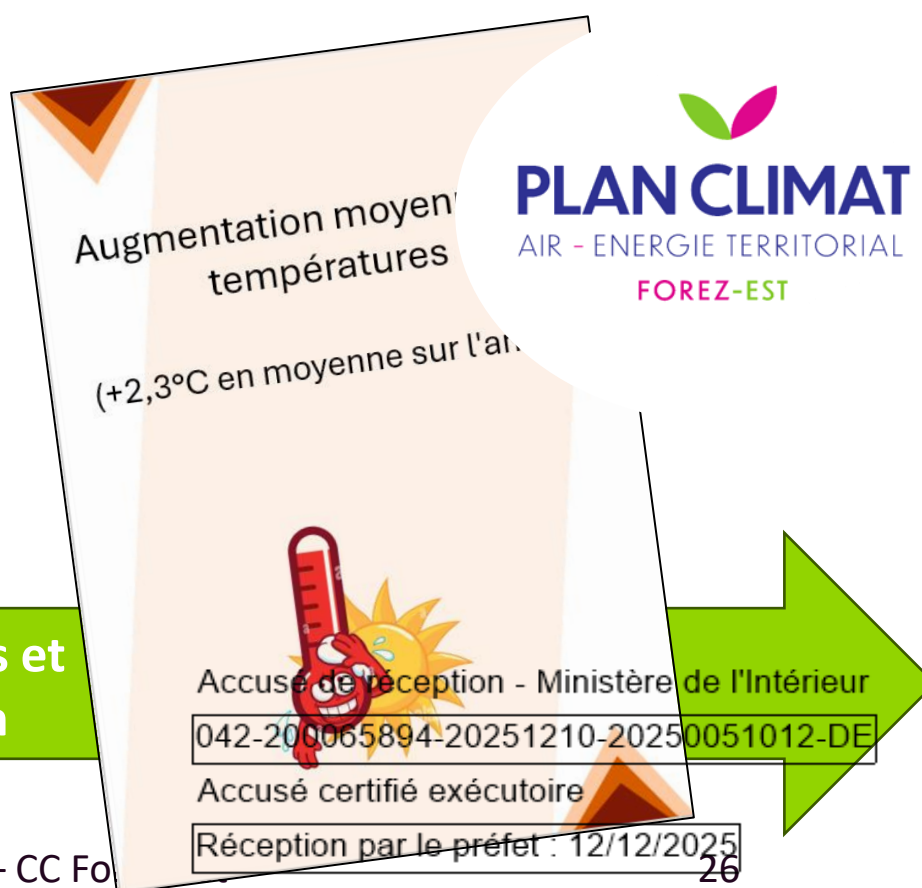 Augmentation moyen
températures
(+2,3°C en moyenne sur l'an
PLAN CLIMAT
AIR - ENERGIE TERRITORIAL
FOREZ-EST
s et
n
Accusé de réception - Ministère de l'Intérieur
042-200065894-20251210-20250051012-DE
Accusé certifié exécutoire
Réception par le préfet : 12/12/2025
- CC Fo
26